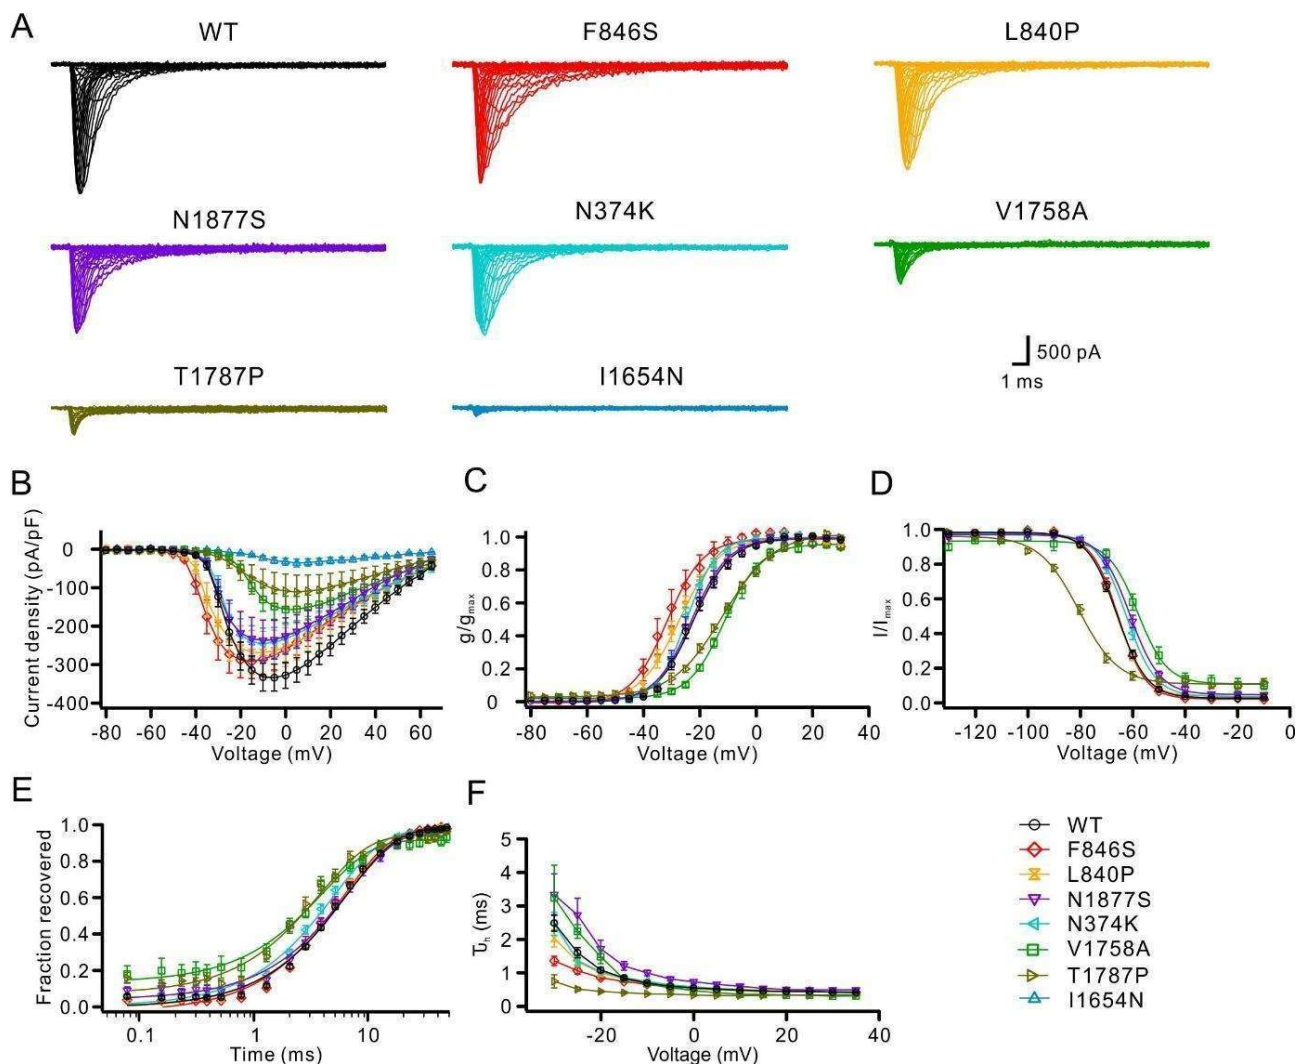 A
WT
F846S
L840P
N1877S
N374K
V1758A
T1787P
I1654N
500 pA
1 ms
B
Current density (pA/pF)
0
-100
-200
-300
-400
-80 -60 -40 -20 0 20 40 60
Voltage (mV)
C
g/gmax
1.0
0.8
0.6
0.4
0.2
0
-80 -60 -40 -20 0 20 40
Voltage (mV)
D
I/Imax
1.0
0.8
0.6
0.4
0.2
0.0
-120 -100 -80 -60 -40 -20 0
Voltage (mV)
E
Fraction recovered
1.0
0.8
0.6
0.4
0.2
0.0
0.1 1 10
Time (ms)
F
τh (ms)
5
4
3
2
1
0
-20 0 20 40
Voltage (mV)
WT
F846S
L840P
N1877S
N374K
V1758A
T1787P
I1654N